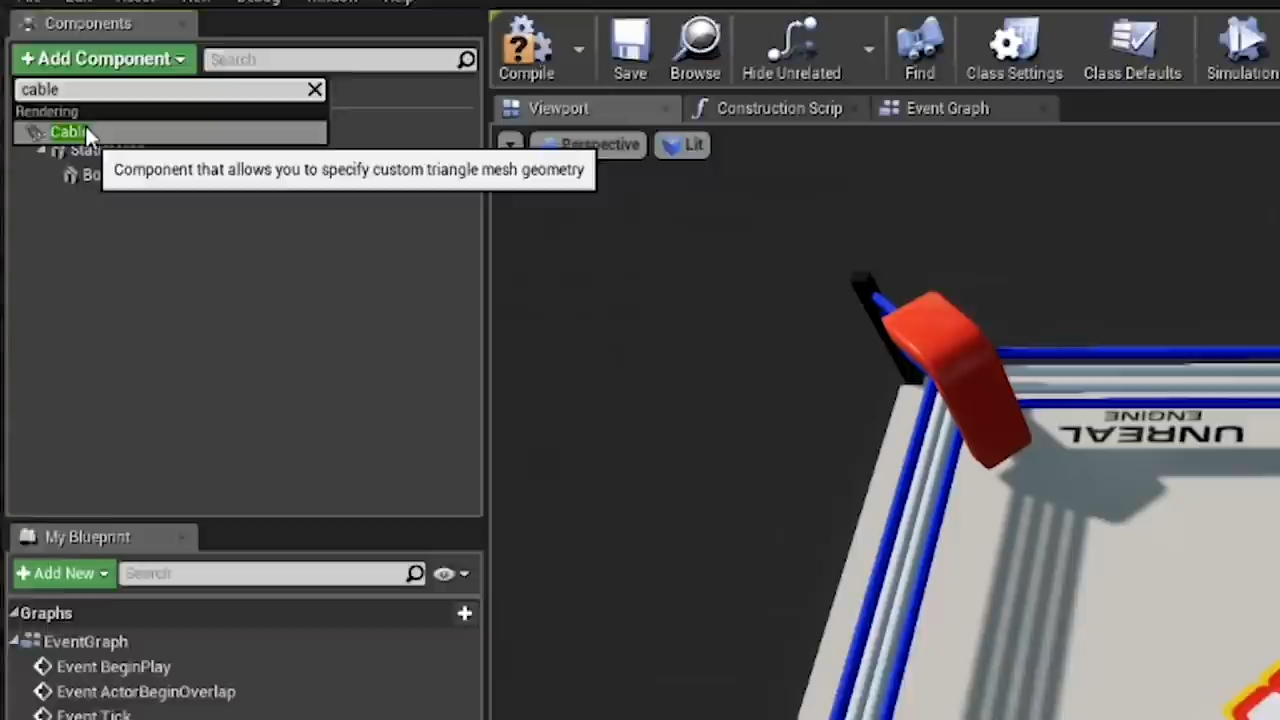 Components
+ Add Component
Search
cable
Rendering
Cable
Component that allows you to specify custom triangle mesh geometry
My Blueprint
+ Add New
Search
Graphs
EventGraph
Event BeginPlay
Event ActorBeginOverlap
Event Tick
Compile
Save
Browse
Hide Unrelated
Find
Class Settings
Class Defaults
Simulation
Viewport
Construction Scrip
Event Graph
Perspective
Lit
UNREAL
ENGINE